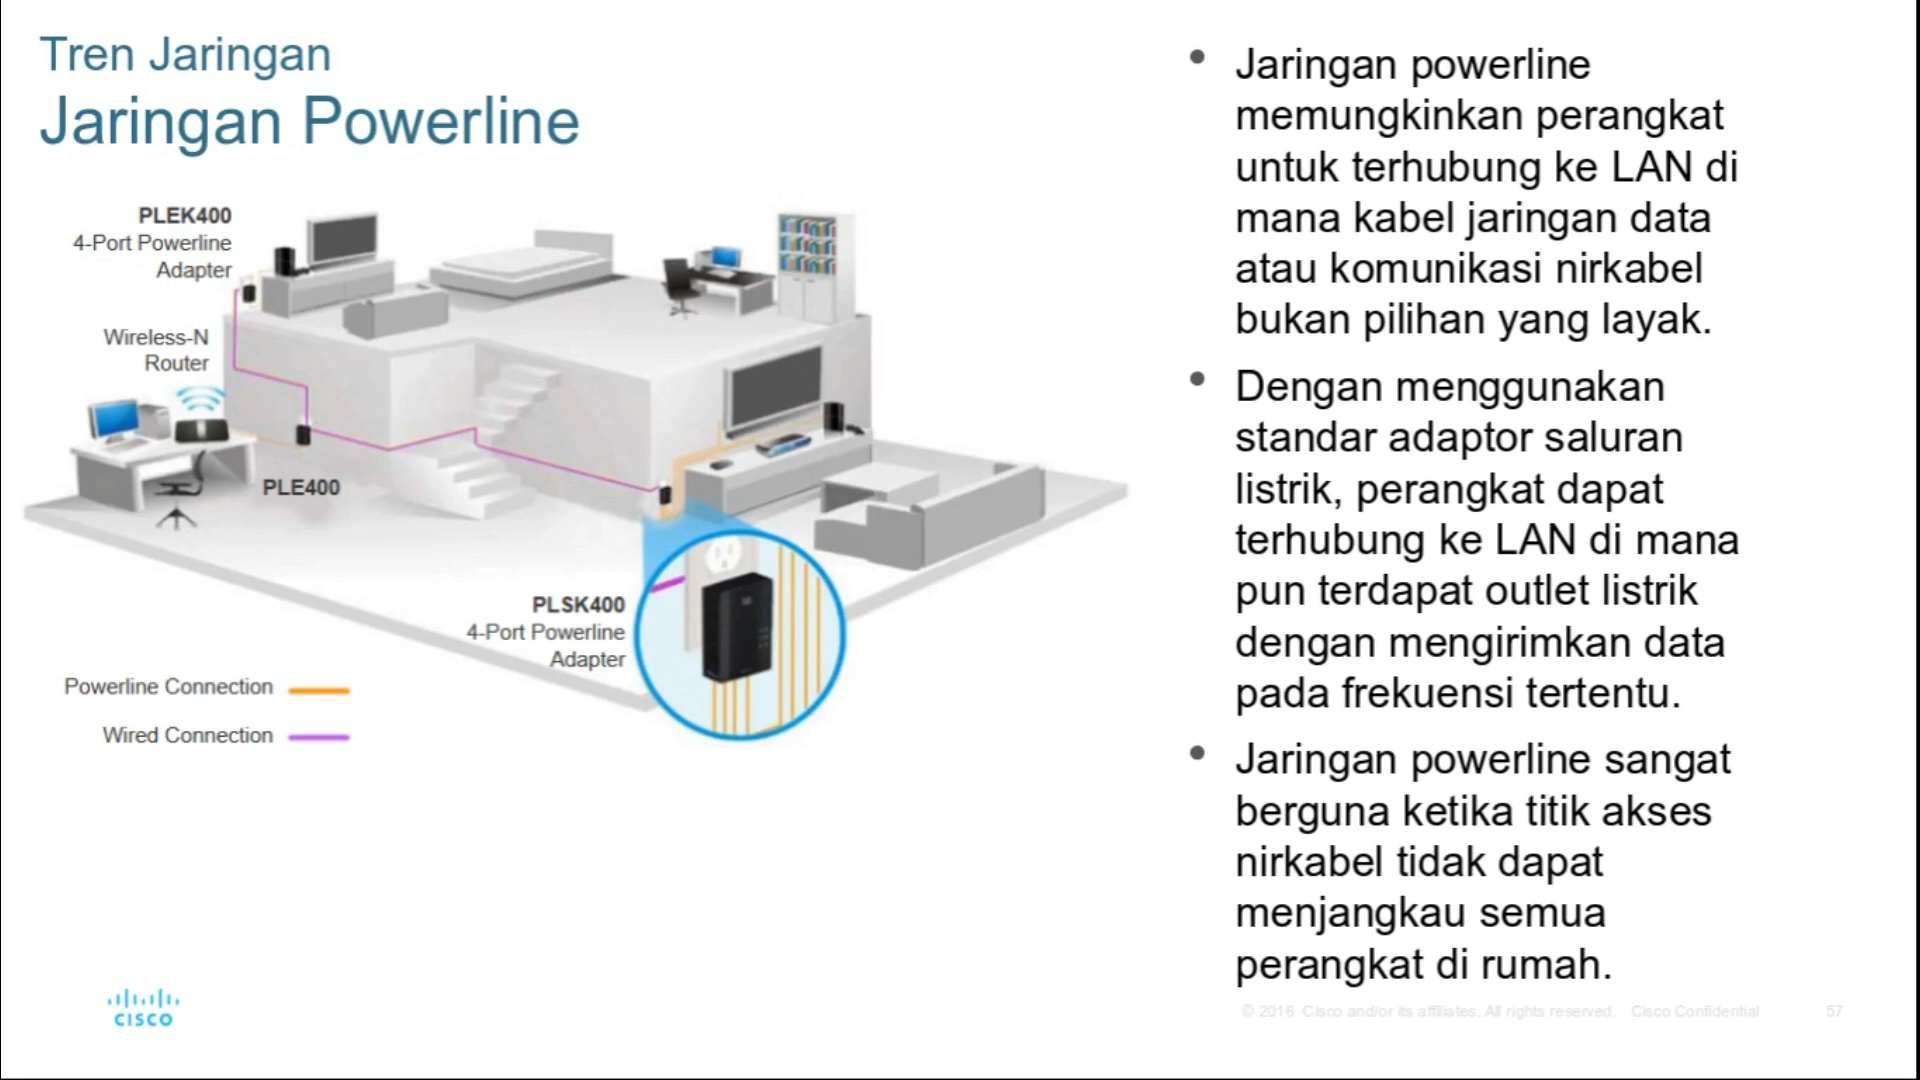 Tren Jaringan
Jaringan Powerline
PLEK400
4-Port Powerline
Adapter
Wireless-N
Router
PLE400
PLSK400
4-Port Powerline
Adapter
Powerline Connection
Wired Connection
• Jaringan powerline
memungkinkan perangkat
untuk terhubung ke LAN di
mana kabel jaringan data
atau komunikasi nirkabel
bukan pilihan yang layak.
• Dengan menggunakan
standar adaptor saluran
listrik, perangkat dapat
terhubung ke LAN di mana
pun terdapat outlet listrik
dengan mengirimkan data
pada frekuensi tertentu.
• Jaringan powerline sangat
berguna ketika titik akses
nirkabel tidak dapat
menjangkau semua
perangkat di rumah.
CISCO
© 2016 Cisco and/or its affiliates. All rights reserved. Cisco Confidential 57